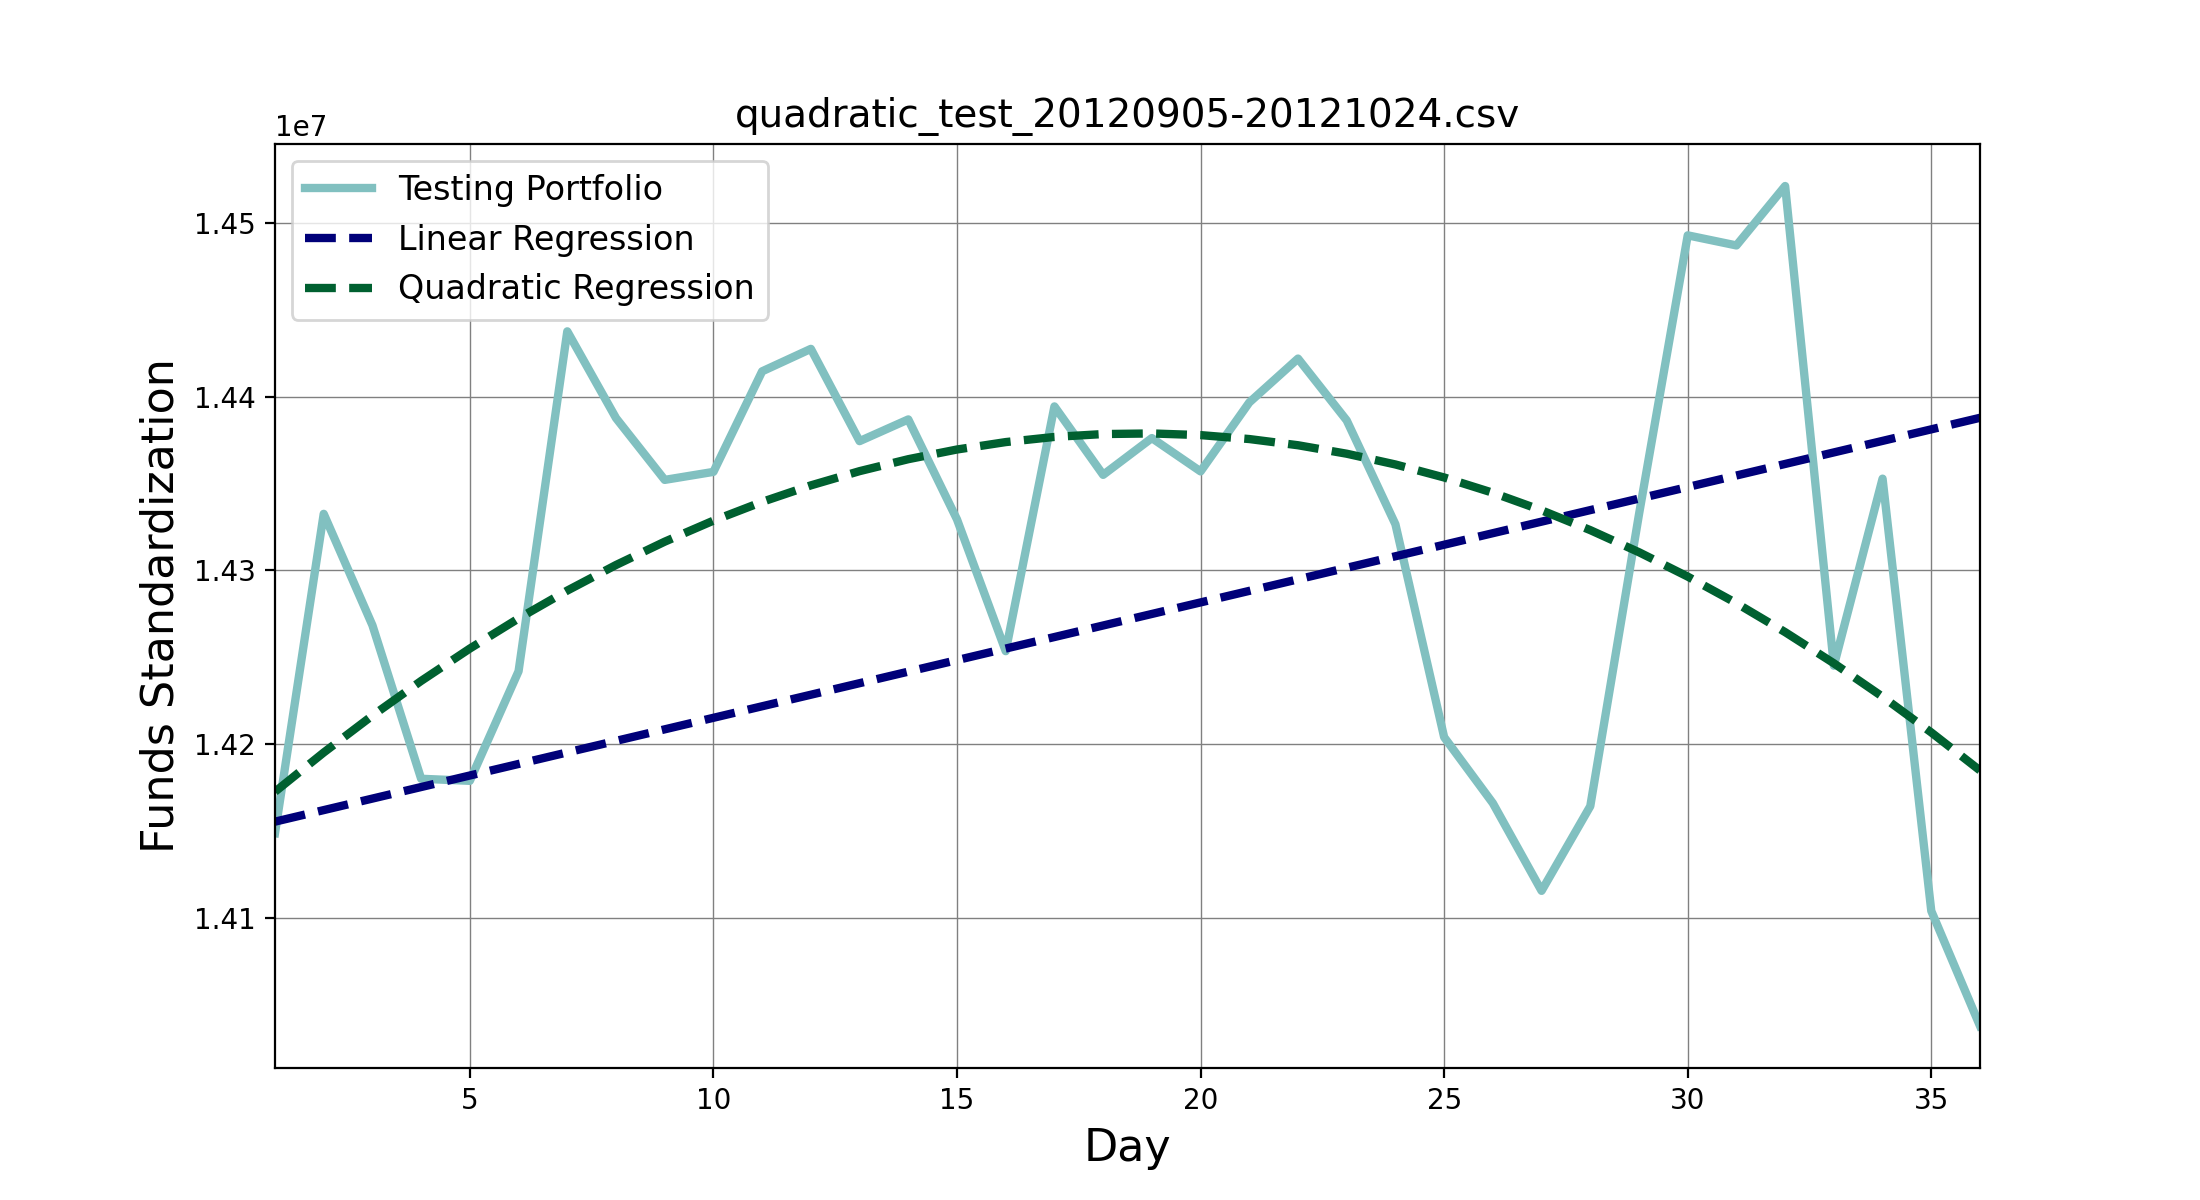 quadratic_test_20120905-20121024.csv
1e7
Testing Portfolio
Linear Regression
Quadratic Regression
Funds Standardization
1.45
1.44
1.43
1.42
1.41
5 10 15 20 25 30 35
Day